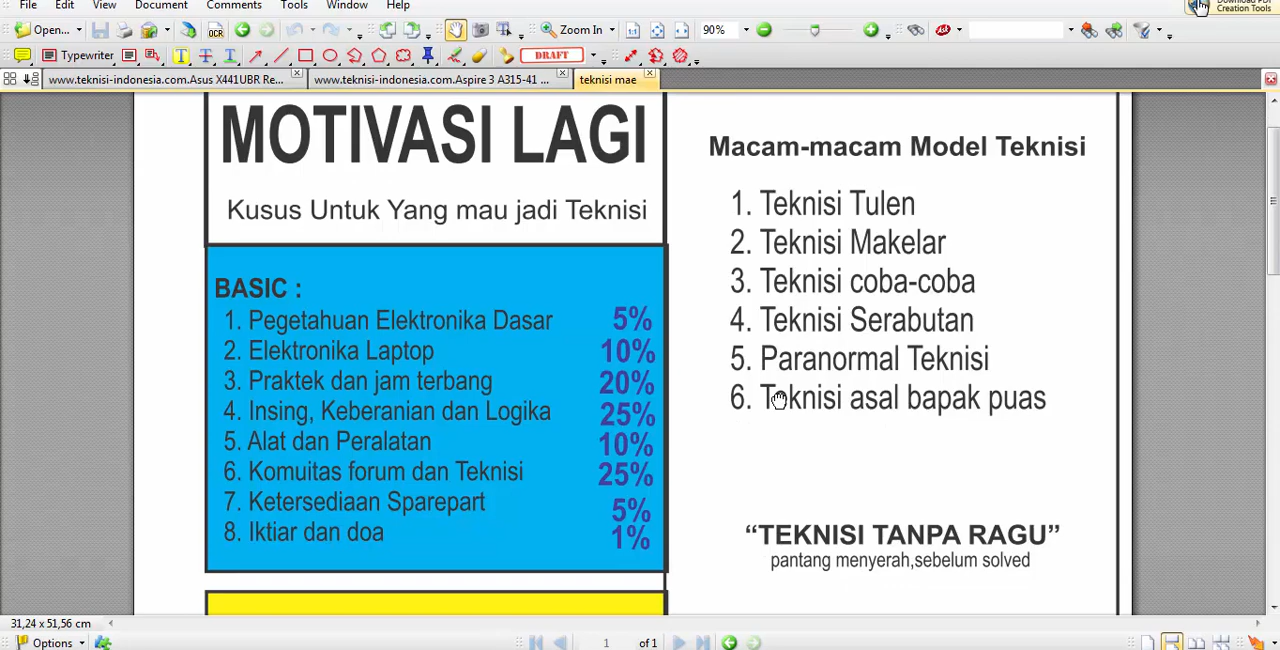 File Edit View Document Comments Tools Window Help
Download PDF
Creation Tools
Open...
OCR
Zoom In
90%
Typewriter
DRAFT
www.teknisi-indonesia.com.Asus X441UBR Re...
www.teknisi-indonesia.com.Aspire 3 A315-41 ...
teknisi mae
MOTIVASI LAGI
Kusus Untuk Yang mau jadi Teknisi
BASIC :
1. Pegetahuan Elektronika Dasar 5%
2. Elektronika Laptop 10%
3. Praktek dan jam terbang 20%
4. Insing, Keberanian dan Logika 25%
5. Alat dan Peralatan 10%
6. Komuitas forum dan Teknisi 25%
7. Ketersediaan Sparepart 5%
8. Iktiar dan doa 1%
Macam-macam Model Teknisi
1. Teknisi Tulen
2. Teknisi Makelar
3. Teknisi coba-coba
4. Teknisi Serabutan
5. Paranormal Teknisi
6. Teknisi asal bapak puas
“TEKNISI TANPA RAGU”
pantang menyerah,sebelum solved
31,24 x 51,56 cm
Options
1 of 1